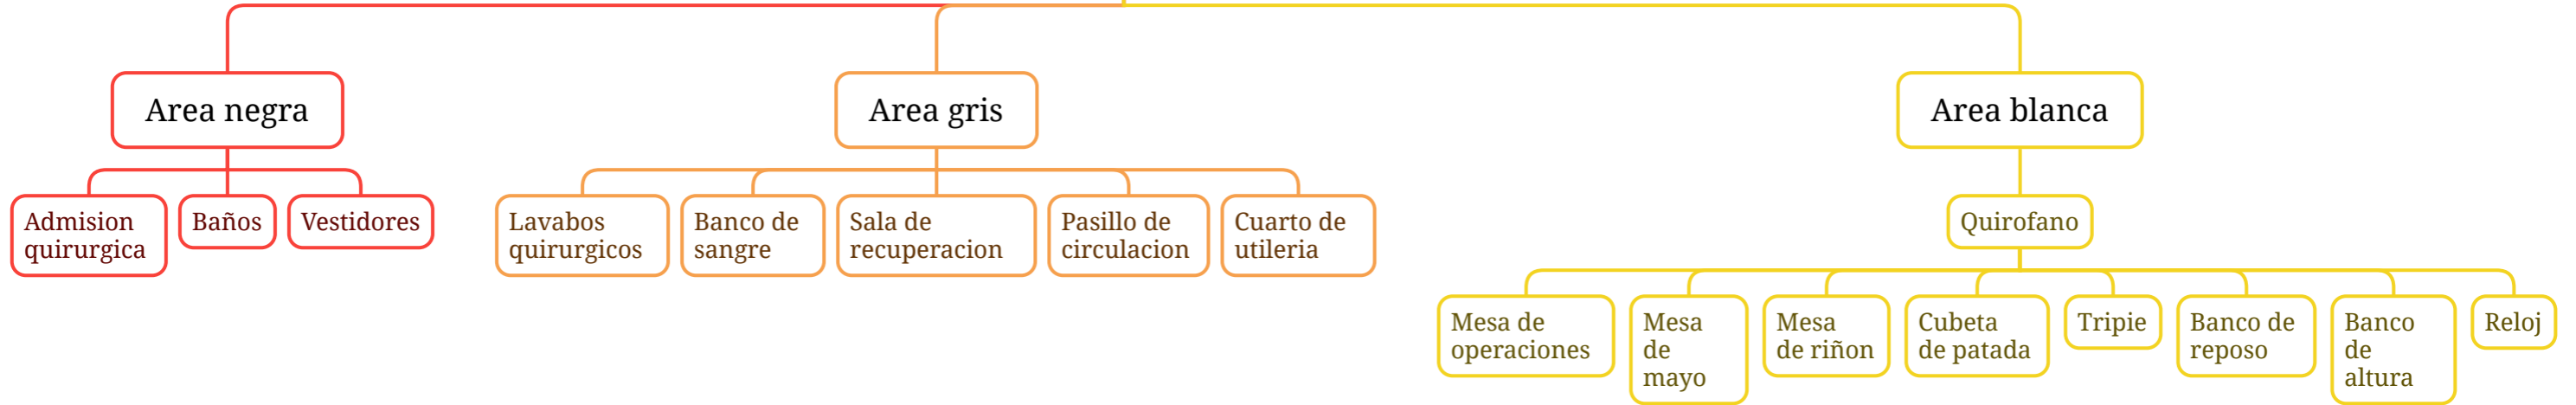 Area negra
Area gris
Area blanca
Admision
quirurgica
Baños
Vestidores
Lavabos
quirurgicos
Banco de
sangre
Sala de
recuperacion
Pasillo de
circulacion
Cuarto de
utileria
Quirofano
Mesa de
operaciones
Mesa
de
mayo
Mesa
de riñon
Cubeta
de patada
Tripie
Banco de
reposo
Banco
de
altura
Reloj